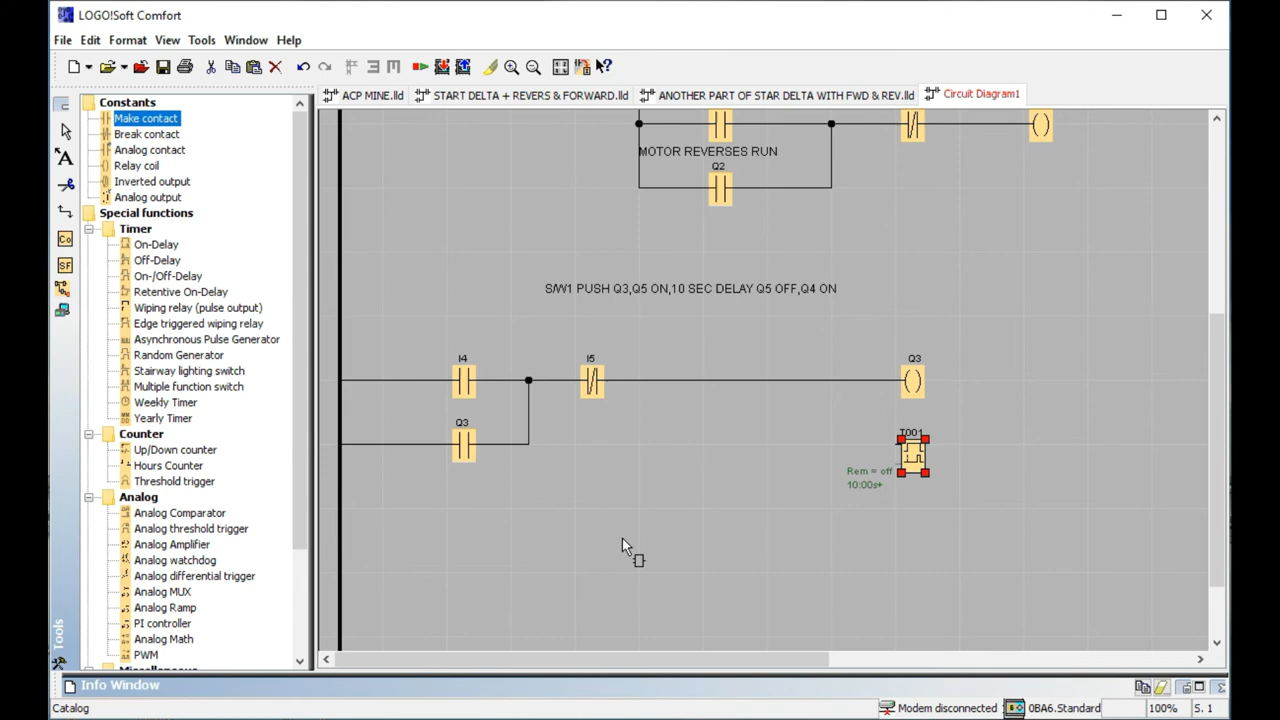 LOGO!Soft Comfort
File Edit Format View Tools Window Help
ACP MINE.lld START DELTA + REVERS & FORWARD.lld ANOTHER PART OF STAR DELTA WITH FWD & REV.lld Circuit Diagram1
Constants
Make contact
Break contact
Analog contact
Relay coil
Inverted output
Analog output
Special functions
Timer
On-Delay
Off-Delay
On-/Off-Delay
Retentive On-Delay
Wiping relay (pulse output)
Edge triggered wiping relay
Asynchronous Pulse Generator
Random Generator
Stairway lighting switch
Multiple function switch
Weekly Timer
Yearly Timer
Counter
Up/Down counter
Hours Counter
Threshold trigger
Analog
Analog Comparator
Analog threshold trigger
Analog Amplifier
Analog watchdog
Analog differential trigger
Analog MUX
Analog Ramp
PI controller
Analog Math
PWM
Co
SF
Tools
MOTOR REVERSES RUN
Q2
S/W1 PUSH Q3,Q5 ON,10 SEC DELAY Q5 OFF,Q4 ON
I4 I5 Q3
Q3 T001
Rem = off
10:00s+
Info Window
Catalog Modem disconnected 0BA6.Standard 100% S. 1